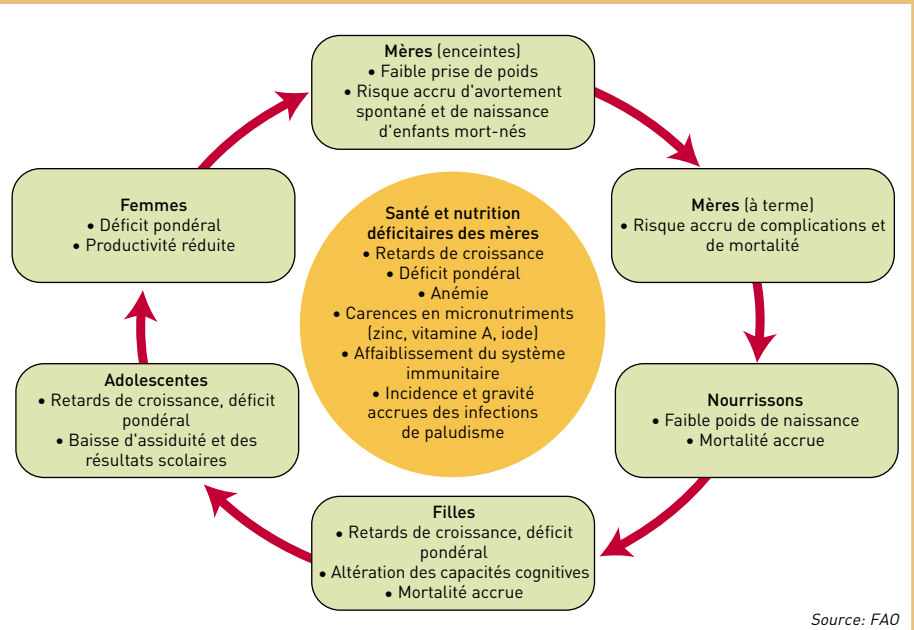 Mères (enceintes)
• Faible prise de poids
• Risque accru d'avortement
spontané et de naissance
d'enfants mort-nés
Mères (à terme)
• Risque accru de complications et
de mortalité
Nourrissons
• Faible poids de naissance
• Mortalité accrue
Filles
• Retards de croissance, déficit
pondéral
• Altération des capacités cognitives
• Mortalité accrue
Adolescentes
• Retards de croissance, déficit
pondéral
• Baisse d'assiduité et des
résultats scolaires
Femmes
• Déficit pondéral
• Productivité réduite
Santé et nutrition
déficitaires des mères
• Retards de croissance
• Déficit pondéral
• Anémie
• Carences en micronutriments
(zinc, vitamine A, iode)
• Affaiblissement du système
immunitaire
• Incidence et gravité
accrues des infections
de paludisme
Source: FAO